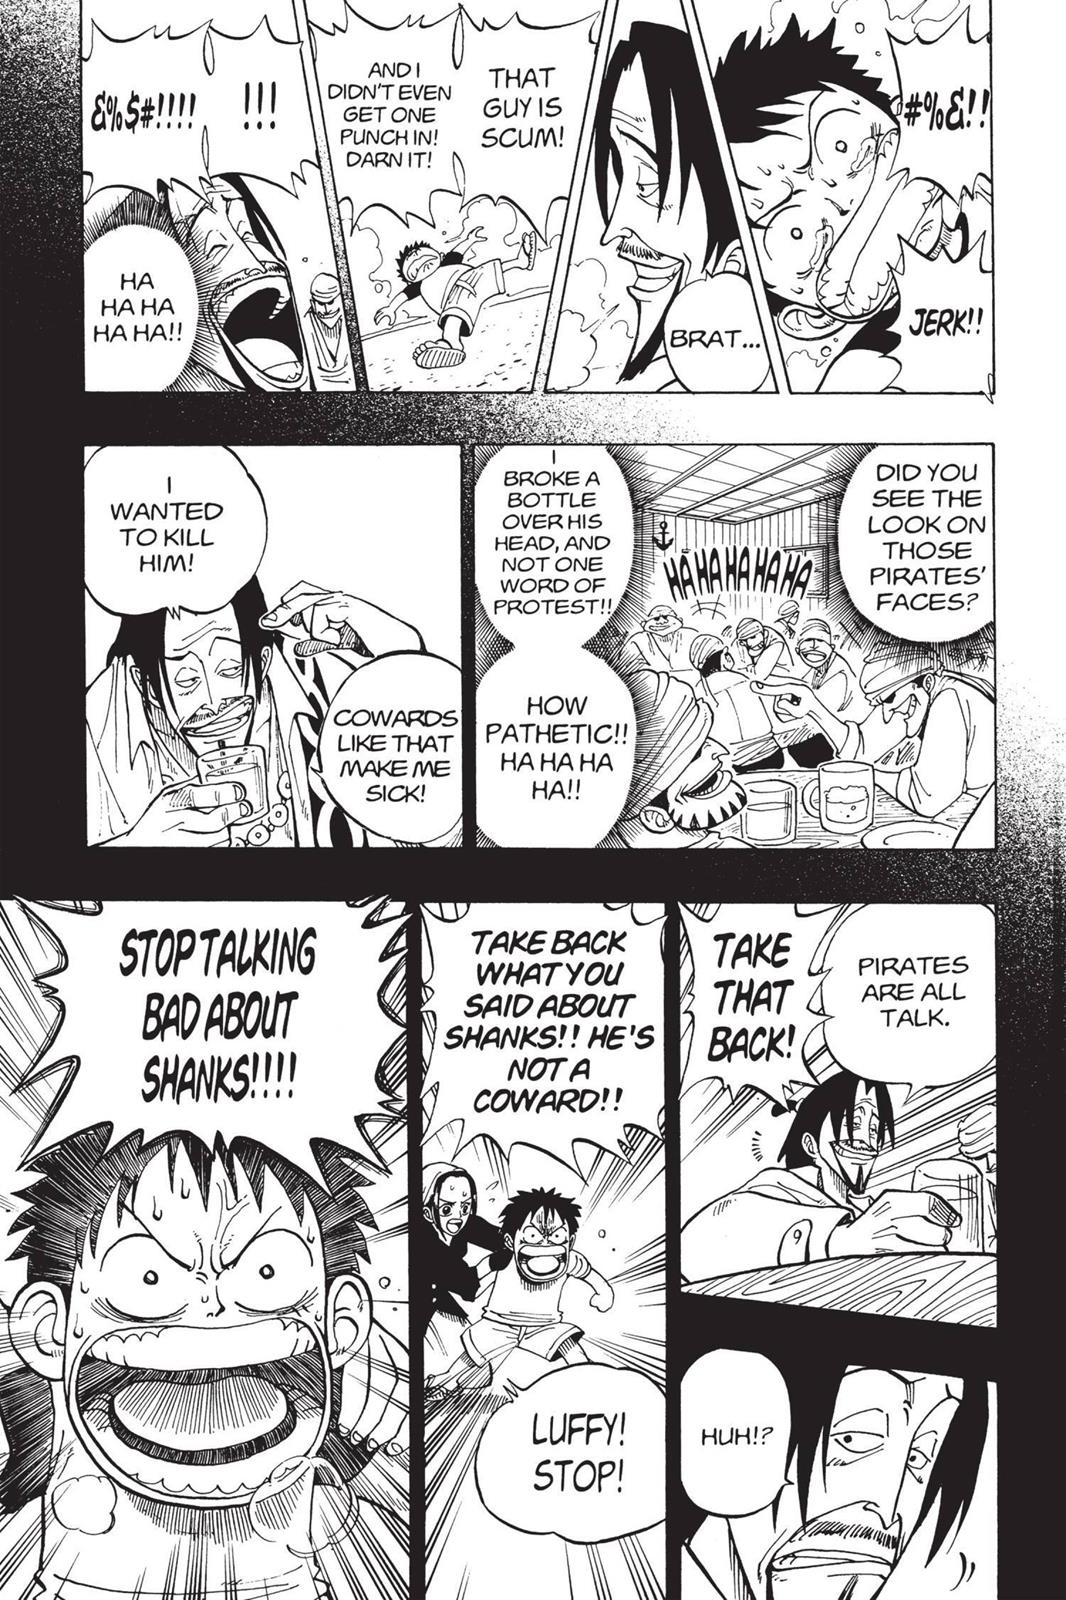 #%&!!
JERK!!
BRAT...
THAT
GUY IS
SCUM!
AND I
DIDN'T EVEN
GET ONE
PUNCH IN!
DARN IT!
!!!
&%$#!!!!
HA
HA HA HA
HA HA!!
DID YOU
SEE THE
LOOK ON
THOSE
PIRATES'
FACES?
HA HA HA HA HA HA
I
BROKE A
BOTTLE
OVER HIS
HEAD, AND
NOT ONE
WORD OF
PROTEST!!
HOW
PATHETIC!!
HA HA HA
HA!!
I
WANTED
TO KILL
HIM!
COWARDS
LIKE THAT
MAKE ME
SICK!
PIRATES
ARE ALL
TALK.
TAKE
THAT
BACK!
HUH!?
TAKE BACK
WHAT YOU
SAID ABOUT
SHANKS!! HE'S
NOT A
COWARD!!
LUFFY!
STOP!
STOP TALKING
BAD ABOUT
SHANKS!!!!